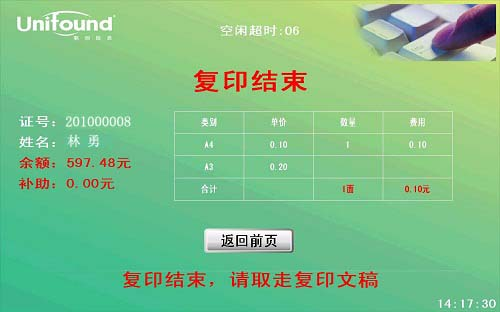 Unifound
空闲超时:06
复印结束
证号: 201000008
姓名: 林 勇
余额: 597.48元
补助: 0.00元
类别 单价 数量 费用
A4 0.10 1 0.10
A3 0.20
合计 1面 0.10元
返回前页
复印结束，请取走复印文稿
14:17:30